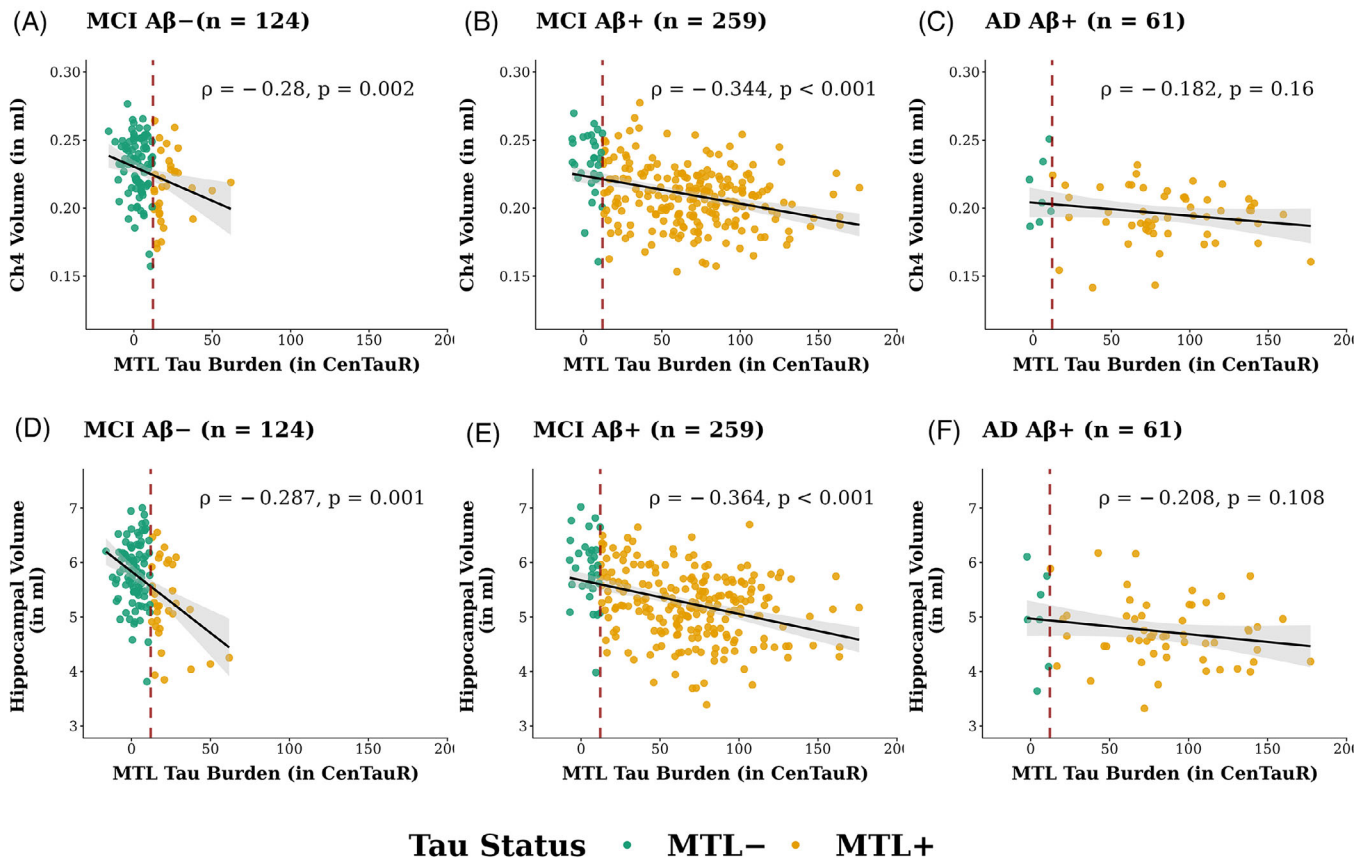 (A) MCI Aβ−(n = 124)
(B) MCI Aβ+ (n = 259)
(C) AD Aβ+ (n = 61)
Ch4 Volume (in ml)
0.30
0.25
0.20
0.15
ρ = −0.28, p = 0.002
0 50 100 150 20
MTL Tau Burden (in CenTauR)
Ch4 Volume (in ml)
0.30
0.25
0.20
0.15
ρ = −0.344, p < 0.001
0 50 100 150 20
MTL Tau Burden (in CenTauR)
Ch4 Volume (in ml)
0.30
0.25
0.20
0.15
ρ = −0.182, p = 0.16
0 50 100 150 200
MTL Tau Burden (in CenTauR)
(D) MCI Aβ− (n = 124)
(E) MCI Aβ+ (n = 259)
(F) AD Aβ+ (n = 61)
Hippocampal Volume
(in ml)
7
6
5
4
3
ρ = −0.287, p = 0.001
0 50 100 150 20
MTL Tau Burden (in CenTauR)
Hippocampal Volume
(in ml)
7
6
5
4
3
ρ = −0.364, p < 0.001
0 50 100 150 20
MTL Tau Burden (in CenTauR)
Hippocampal Volume
(in ml)
7
6
5
4
3
ρ = −0.208, p = 0.108
0 50 100 150 20
MTL Tau Burden (in CenTauR)
Tau Status MTL− MTL+